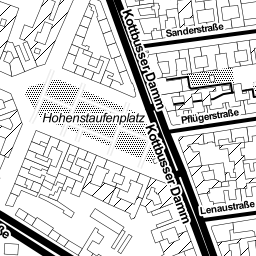 Sanderstraße
Kottbusser Damm
Hohenstaufenplatz
Pflügerstraße
Kottbusser Damm
Lenaustraße